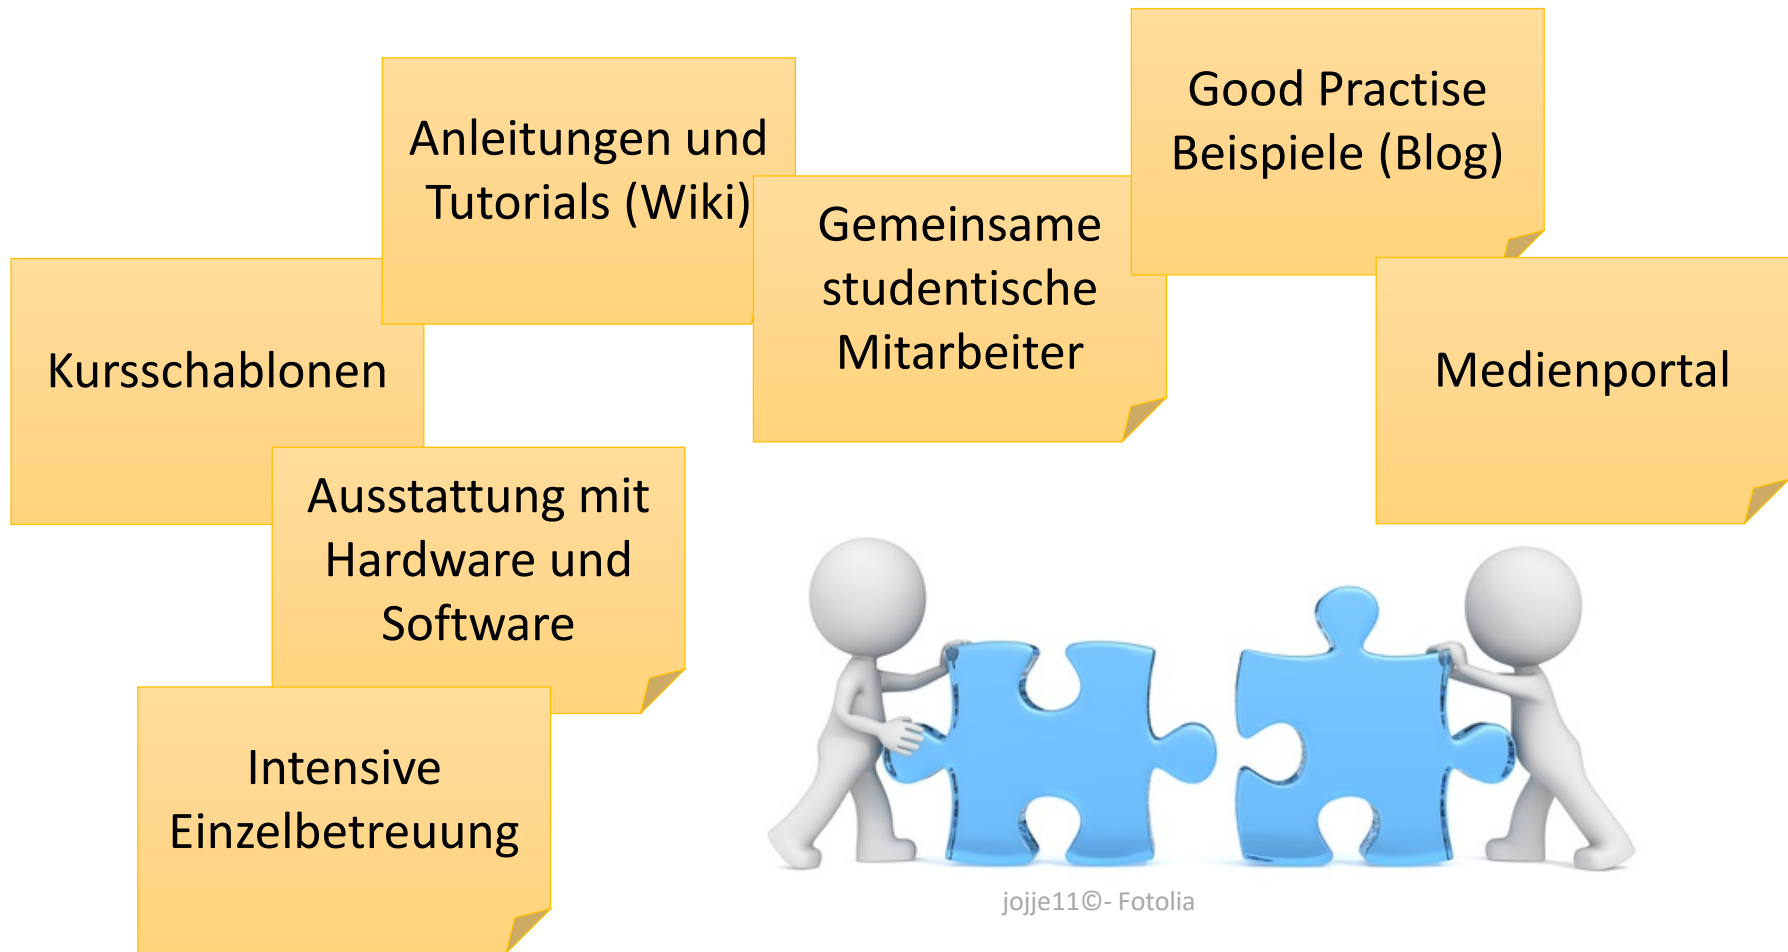 Good Practise
Beispiele (Blog)
Anleitungen und
Tutorials (Wiki)
Gemeinsame
studentische
Mitarbeiter
Kursschablonen
Medienportal
Ausstattung mit
Hardware und
Software
Intensive
Einzelbetreuung
jojje11©- Fotolia